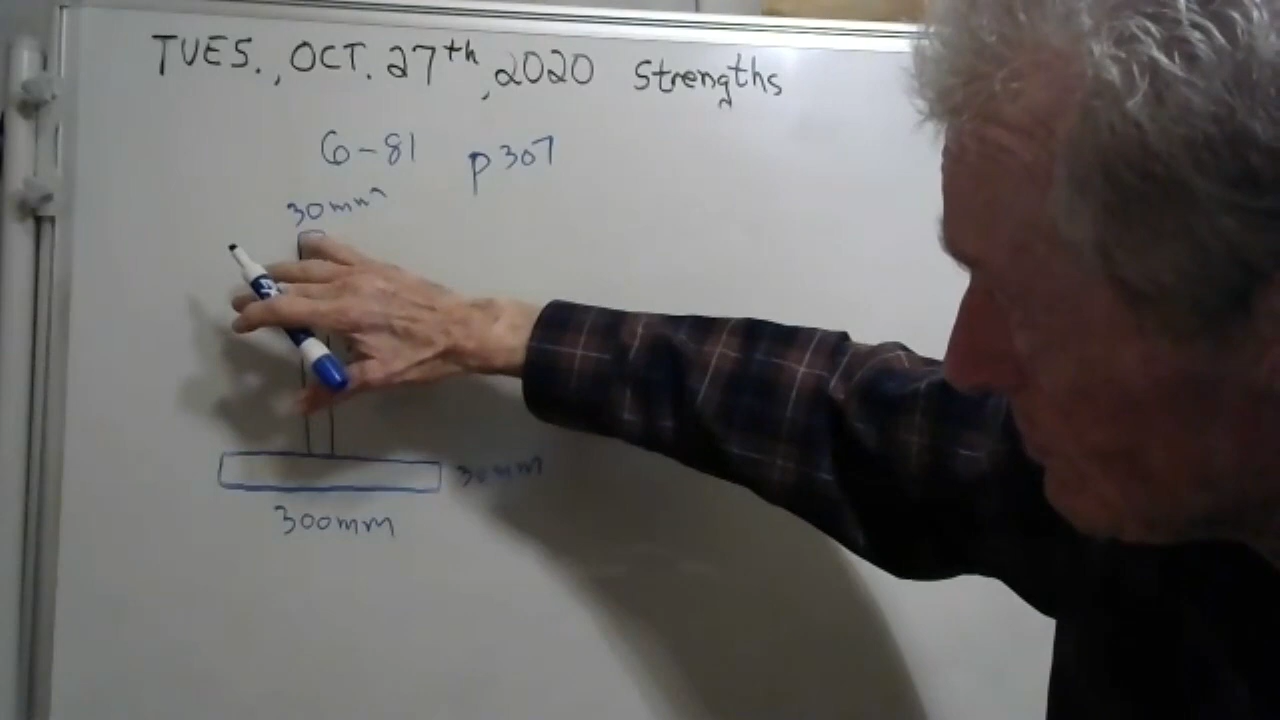 TUES., OCT. 27th, 2020 Strengths
6-81 p307
30mm
30mm
300mm